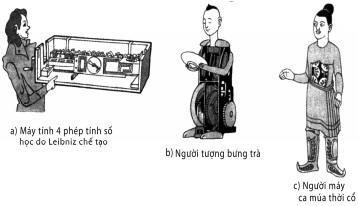 a) Máy tính 4 phép tính số
học do Leibniz chế tạo
b) Người tượng bưng trà
c) Người máy
ca múa thời cổ